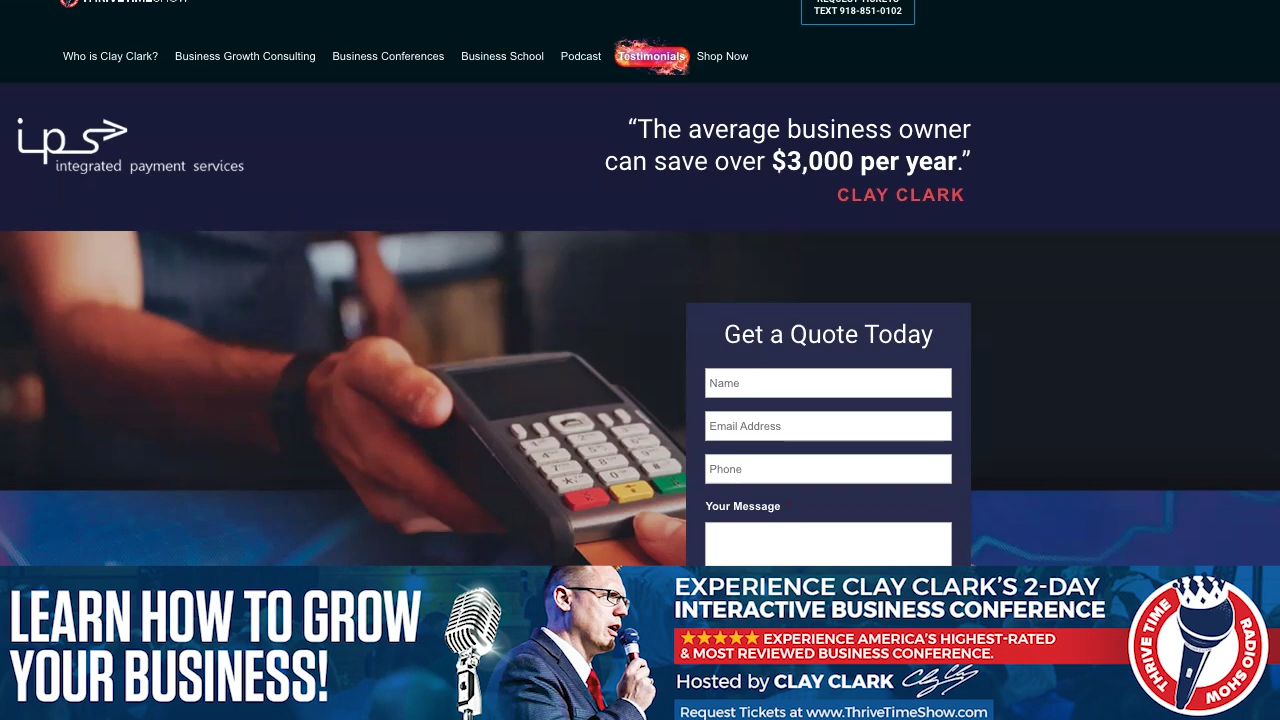 THRIVETIMESHOW
REQUEST TICKETS
TEXT 918-851-0102
Who is Clay Clark?
Business Growth Consulting
Business Conferences
Business School
Podcast
Testimonials
Shop Now
ips
integrated payment services
“The average business owner
can save over $3,000 per year.”
CLAY CLARK
Get a Quote Today
Name
Email Address
Phone
Your Message
LEARN HOW TO GROW
YOUR BUSINESS!
EXPERIENCE CLAY CLARK'S 2-DAY
INTERACTIVE BUSINESS CONFERENCE
EXPERIENCE AMERICA'S HIGHEST-RATED
& MOST REVIEWED BUSINESS CONFERENCE.
Hosted by CLAY CLARK
Request Tickets at www.ThriveTimeShow.com
THRIVE TIME
RADIO SHOW